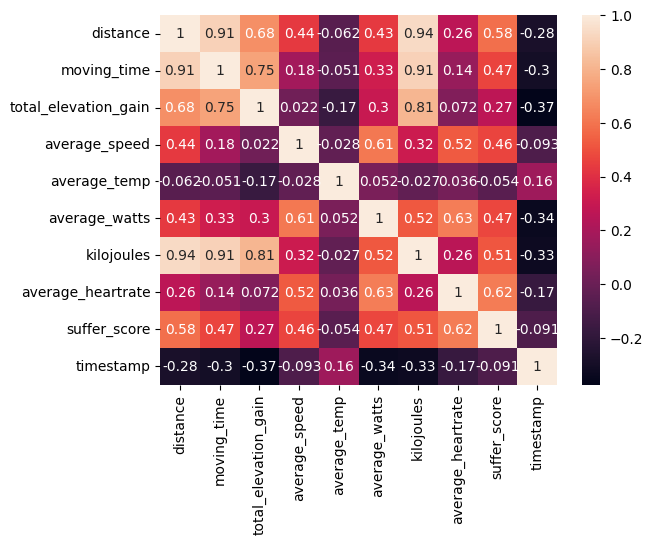 distance 1 0.91 0.68 0.44 -0.062 0.43 0.94 0.26 0.58 -0.28
moving_time 0.91 1 0.75 0.18 -0.051 0.33 0.91 0.14 0.47 -0.3
total_elevation_gain 0.68 0.75 1 0.022 -0.17 0.3 0.81 0.072 0.27 -0.37
average_speed 0.44 0.18 0.022 1 -0.028 0.61 0.32 0.52 0.46 -0.093
average_temp -0.062 -0.051 -0.17 -0.028 1 0.052 -0.027 0.036 -0.054 0.16
average_watts 0.43 0.33 0.3 0.61 0.052 1 0.52 0.63 0.47 -0.34
kilojoules 0.94 0.91 0.81 0.32 -0.027 0.52 1 0.26 0.51 -0.33
average_heartrate 0.26 0.14 0.072 0.52 0.036 0.63 0.26 1 0.62 -0.17
suffer_score 0.58 0.47 0.27 0.46 -0.054 0.47 0.51 0.62 1 -0.091
timestamp -0.28 -0.3 -0.37 -0.093 0.16 -0.34 -0.33 -0.17 -0.091 1
distance
moving_time
total_elevation_gain
average_speed
average_temp
average_watts
kilojoules
average_heartrate
suffer_score
timestamp
1.0
0.8
0.6
0.4
0.2
0.0
−0.2